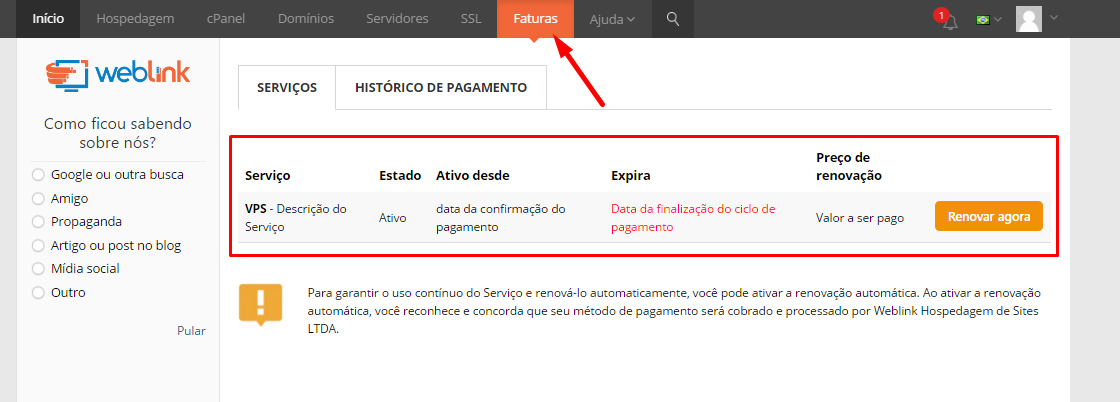 Início Hospedagem cPanel Domínios Servidores SSL Faturas Ajuda 1
weblink
Como ficou sabendo
sobre nós?
Google ou outra busca
Amigo
Propaganda
Artigo ou post no blog
Mídia social
Outro
Pular
SERVIÇOS HISTÓRICO DE PAGAMENTO
Serviço Estado Ativo desde Expira Preço de
renovação
VPS - Descrição do
Serviço
Ativo
data da confirmação do
pagamento
Data da finalização do ciclo de
pagamento
Valor a ser pago
Renovar agora
Para garantir o uso contínuo do Serviço e renová-lo automaticamente, você pode ativar a renovação automática. Ao ativar a renovação
automática, você reconhece e concorda que seu método de pagamento será cobrado e processado por Weblink Hospedagem de Sites
LTDA.